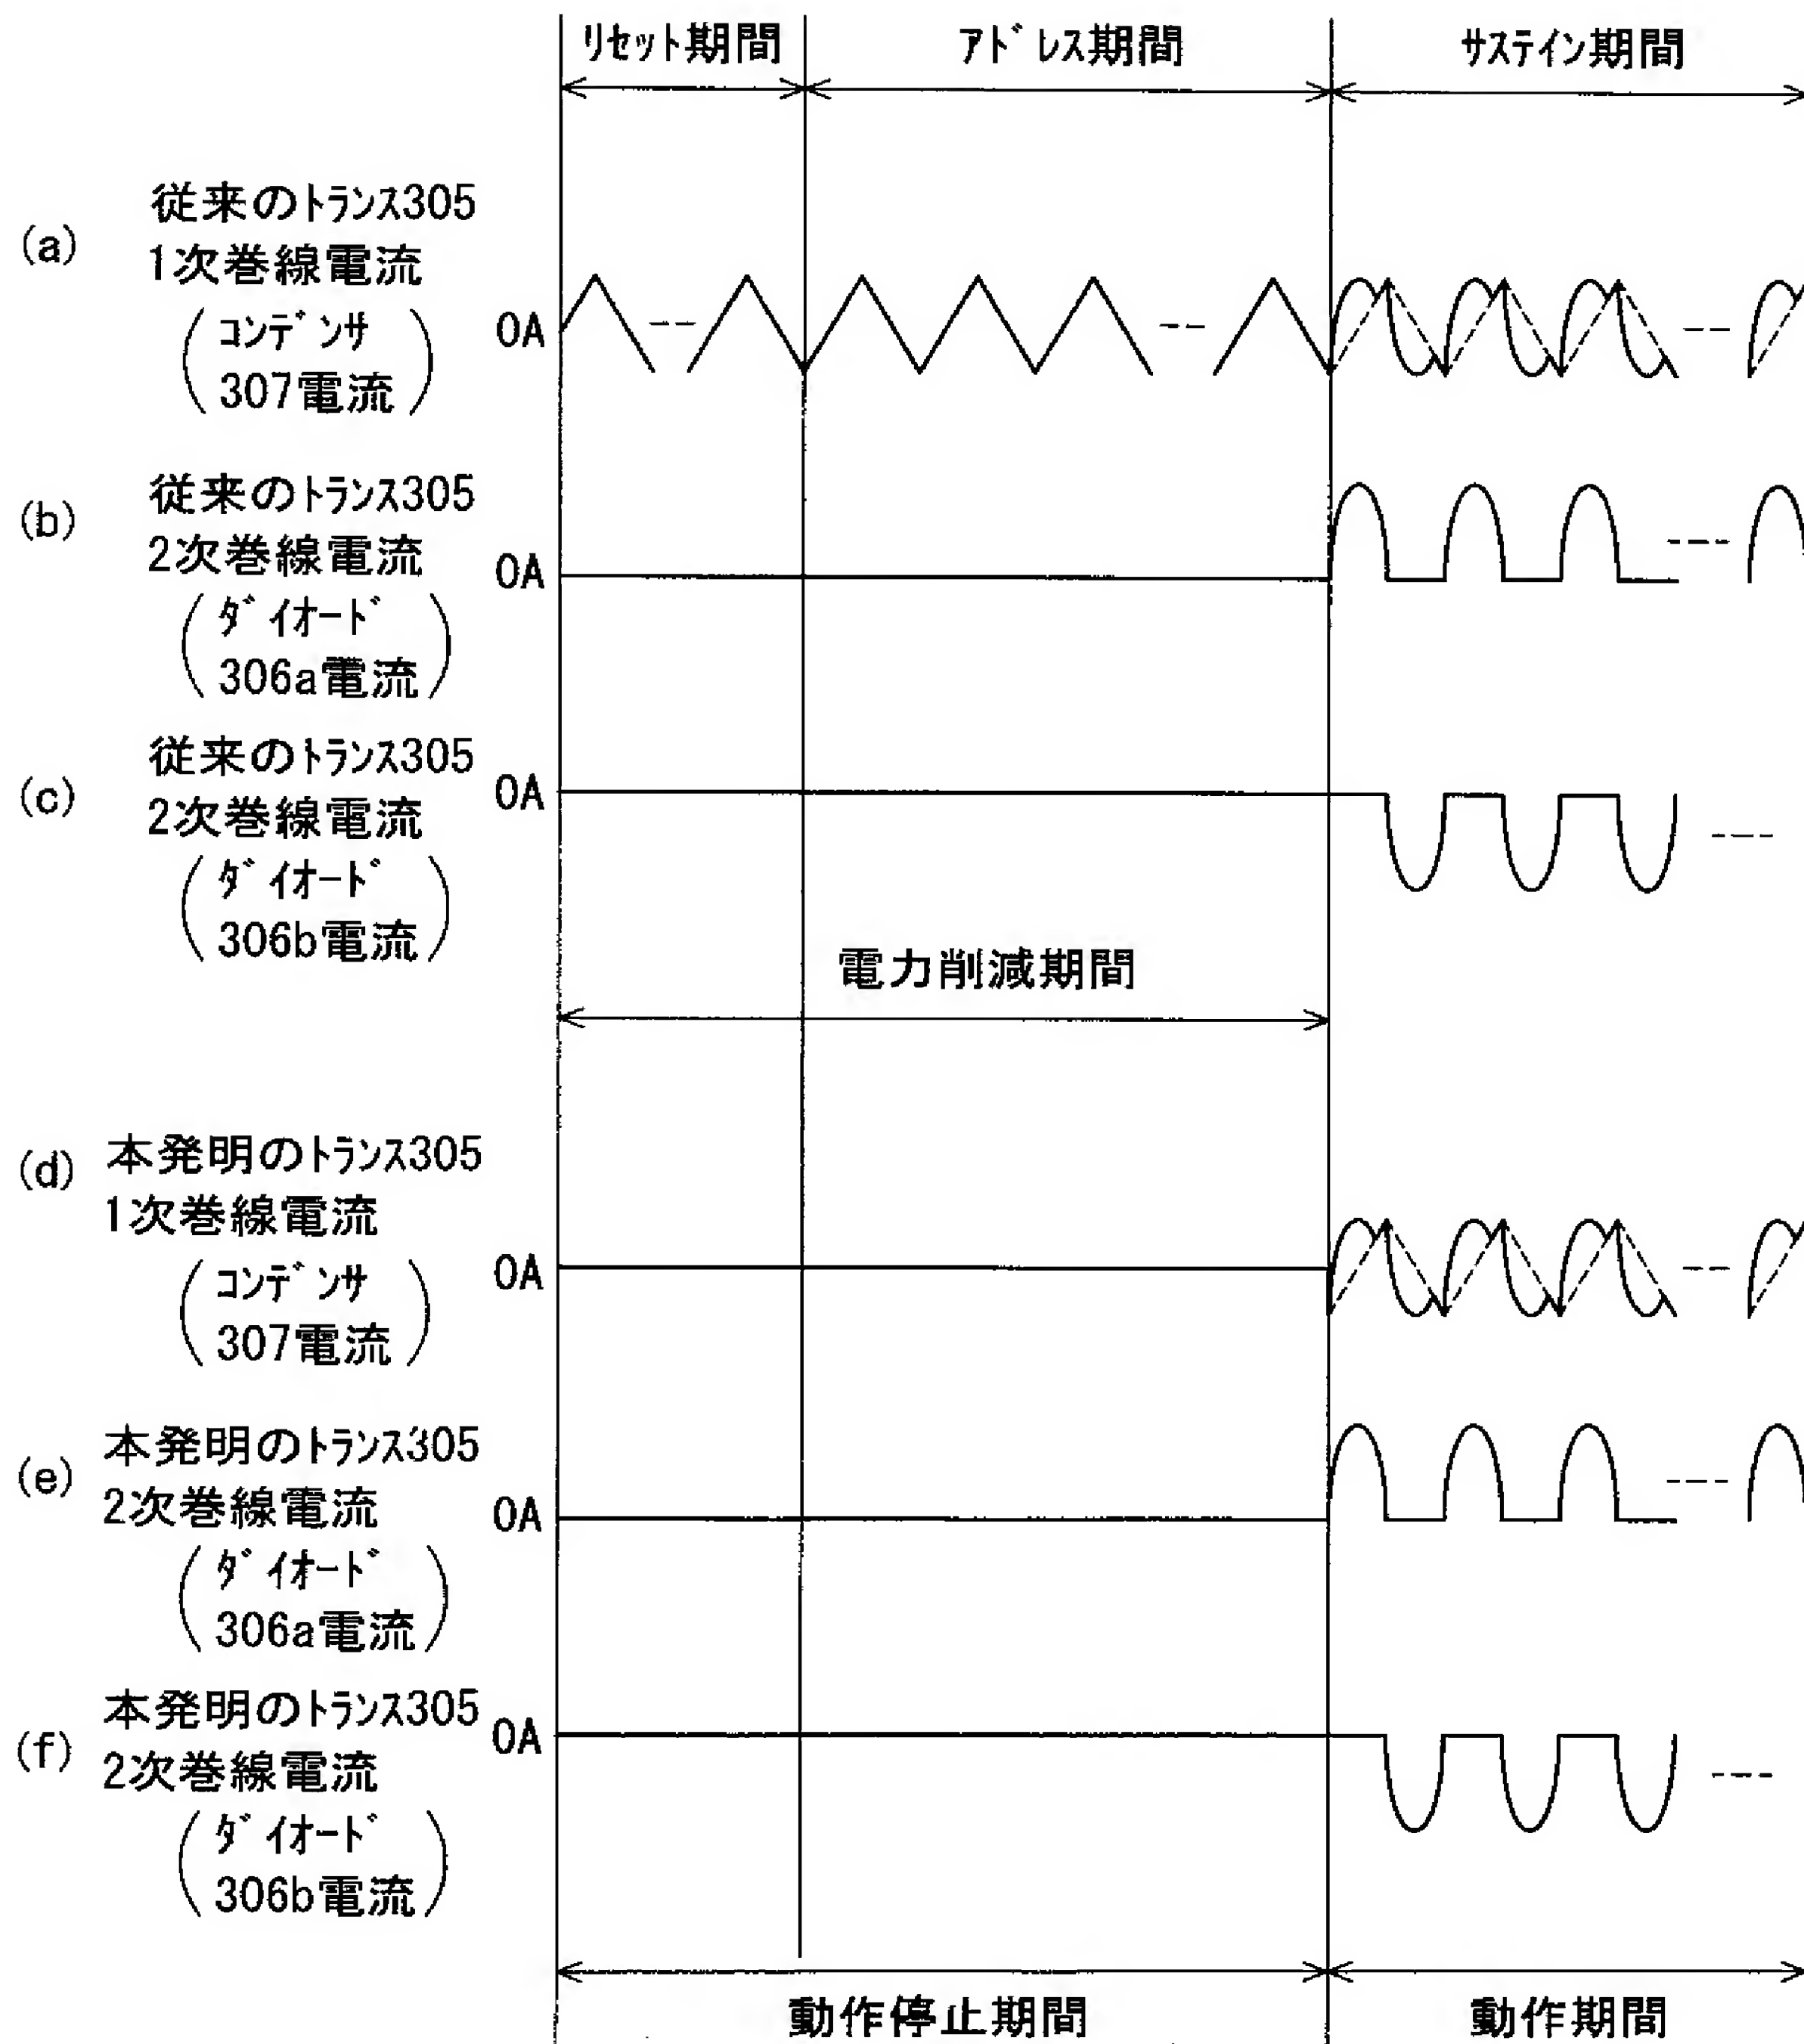 リセット期間 アドレス期間 サステイン期間
(a) 従来のトランス305
1次巻線電流
(コンデンサ
307電流)
0A
(b) 従来のトランス305
2次巻線電流
(ダイオード
306a電流)
0A
(c) 従来のトランス305
2次巻線電流
(ダイオード
306b電流)
0A
電力削減期間
(d) 本発明のトランス305
1次巻線電流
(コンデンサ
307電流)
0A
(e) 本発明のトランス305
2次巻線電流
(ダイオード
306a電流)
0A
(f) 本発明のトランス305
2次巻線電流
(ダイオード
306b電流)
0A
動作停止期間 動作期間